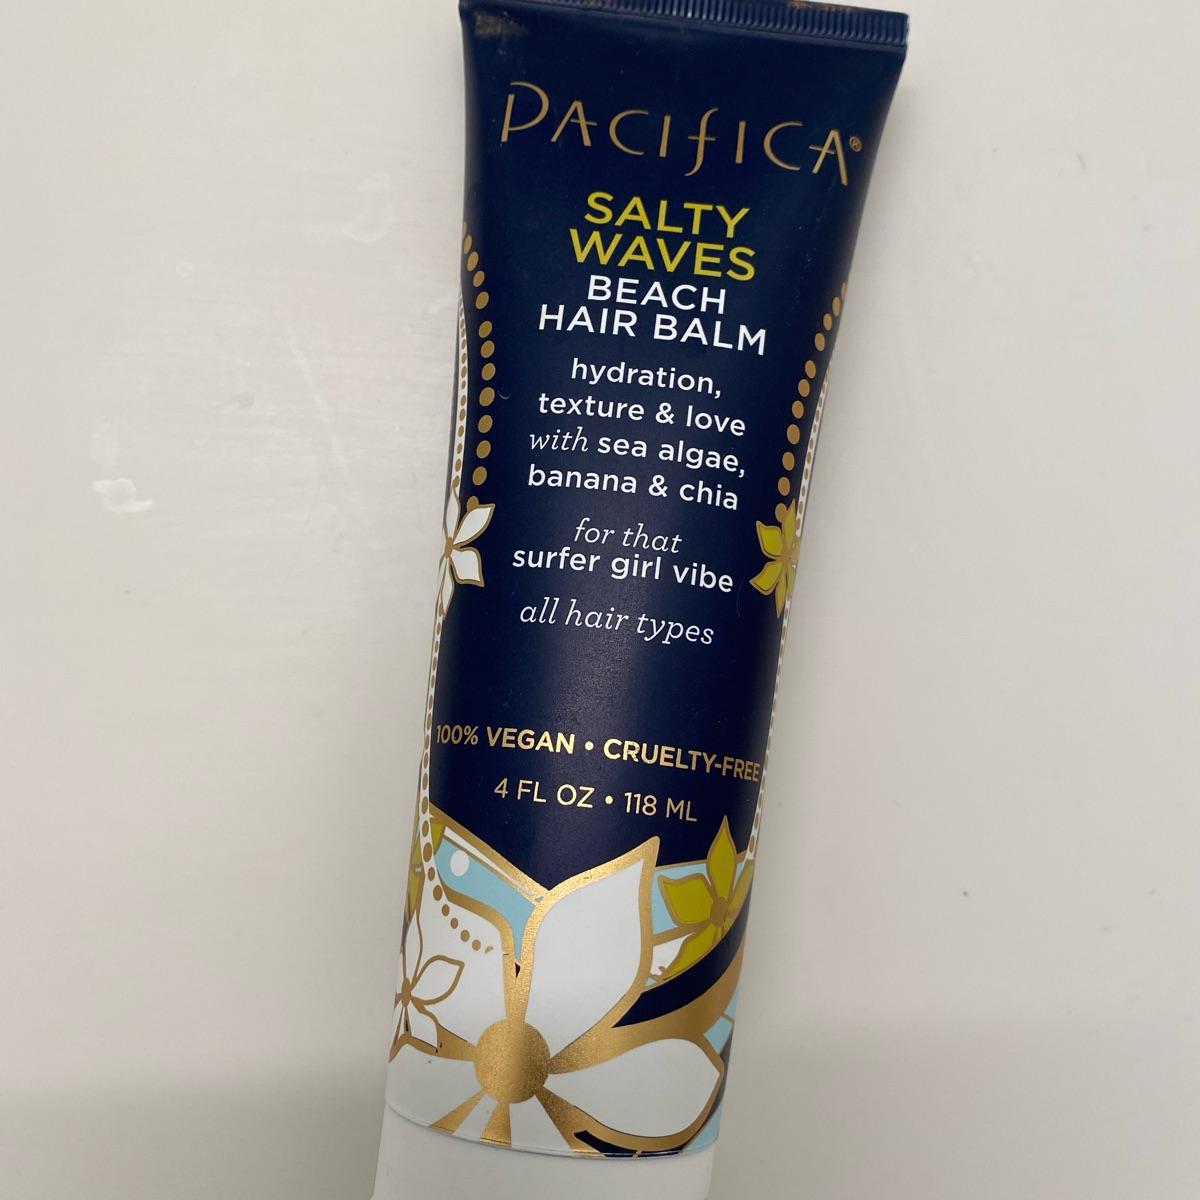 PACIFICA®
SALTY
WAVES
BEACH
HAIR BALM
hydration,
texture & love
with sea algae,
banana & chia
for that
surfer girl vibe
all hair types
100% VEGAN • CRUELTY-FREE
4 FL OZ • 118 ML